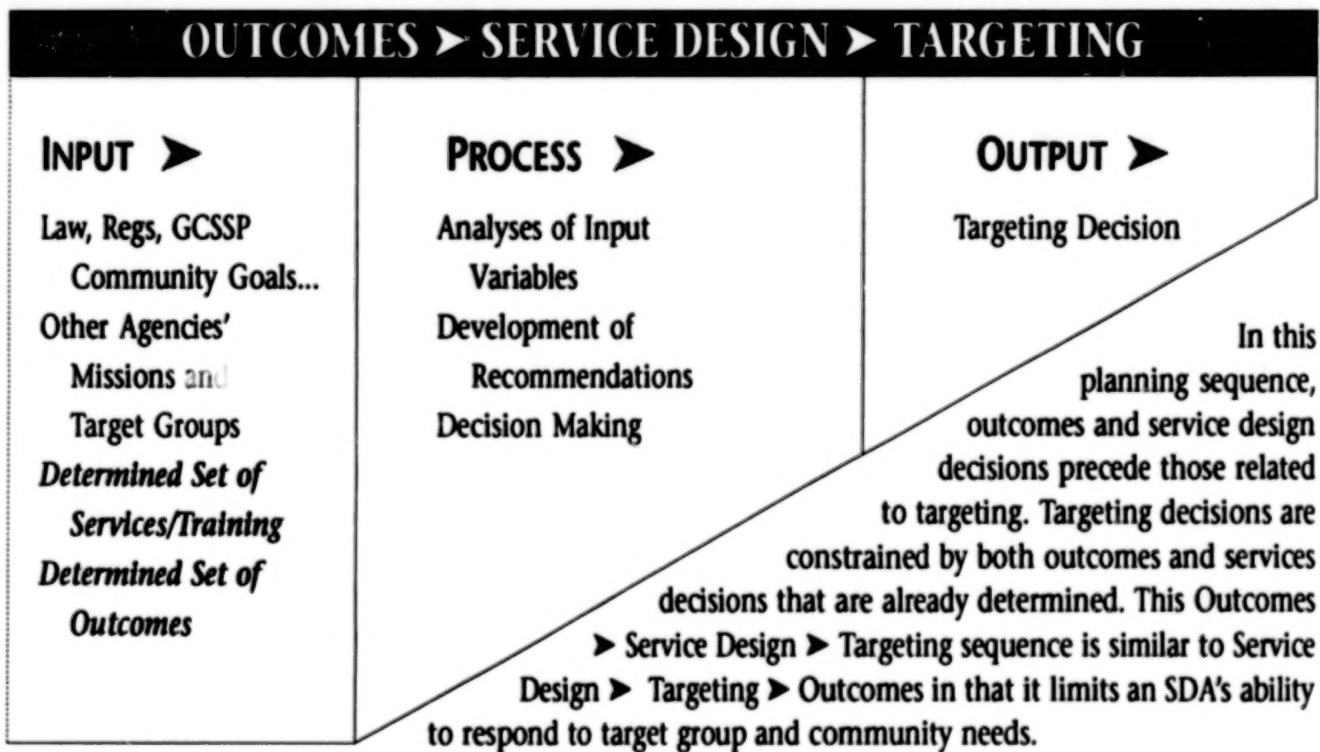 OUTCOMES ➤ SERVICE DESIGN ➤ TARGETING
INPUT ➤
Law, Regs, GCSSP
Community Goals...
Other Agencies'
Missions and
Target Groups
Determined Set of
Services/Training
Determined Set of
Outcomes
PROCESS ➤
Analyses of Input
Variables
Development of
Recommendations
Decision Making
OUTPUT ➤
Targeting Decision
In this
planning sequence,
outcomes and service design
decisions precede those related
to targeting. Targeting decisions are
constrained by both outcomes and services
decisions that are already determined. This Outcomes
➤ Service Design ➤ Targeting sequence is similar to Service
Design ➤ Targeting ➤ Outcomes in that it limits an SDA's ability
to respond to target group and community needs.